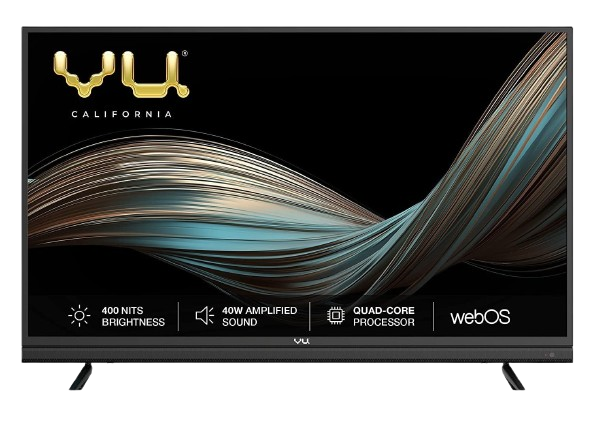 VU®
CALIFORNIA
400 NITS
BRIGHTNESS
40W AMPLIFIED
SOUND
QUAD-CORE
PROCESSOR
webOS
VU